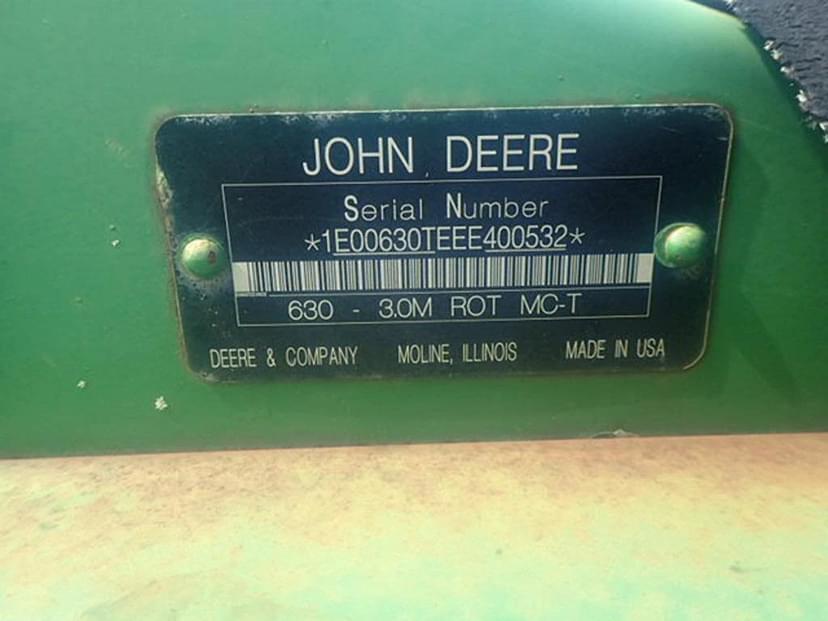 JOHN DEERE
Serial Number
*1E00630TEEE400532*
630 - 3.0M ROT MC-T
DEERE & COMPANY MOLINE, ILLINOIS MADE IN USA